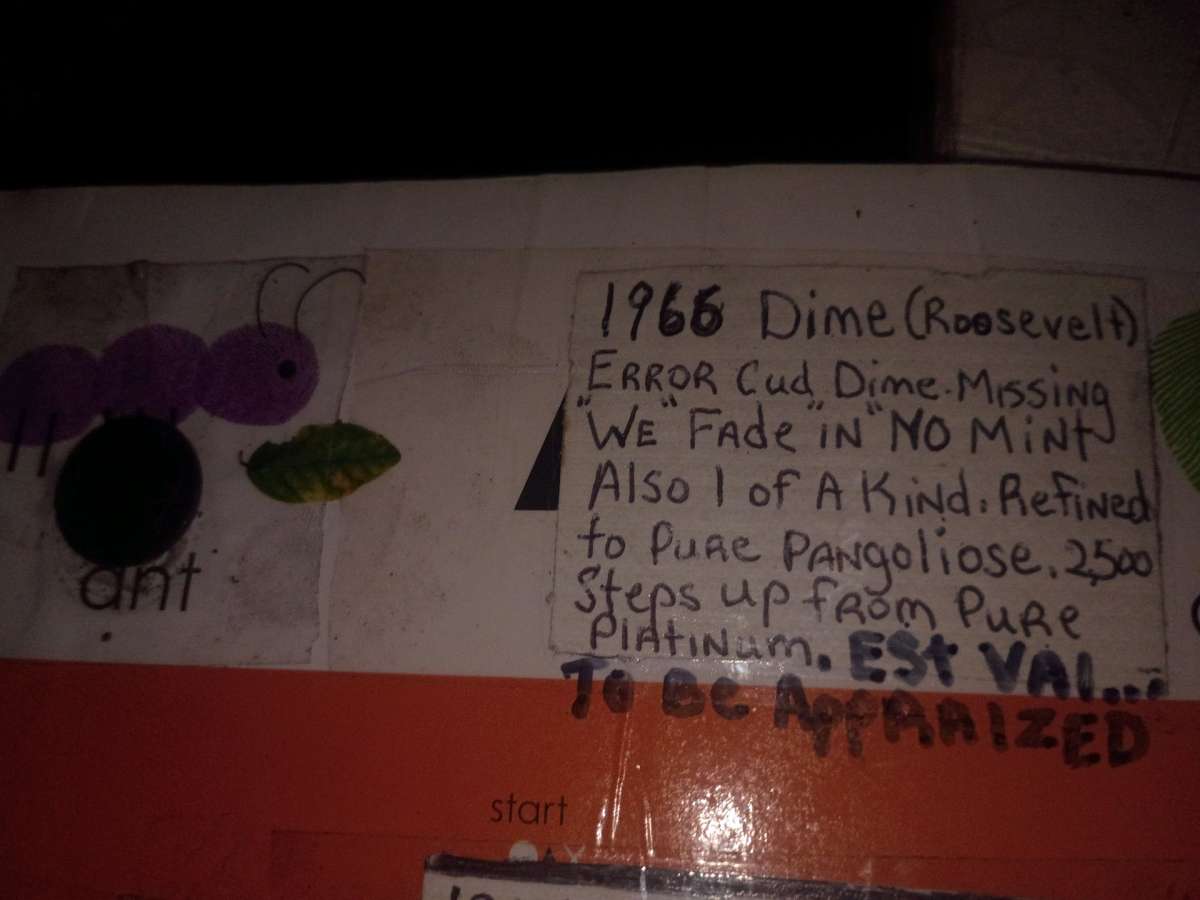 1966 Dime (Roosevelt)
ERROR Cud Dime. Missing
"WE" Fade "IN" NO MiNt
Also 1 of A KiNd. Refined
to Pure PANgoliose. 2,500
Steps up from Pure
PlAtiNum. ESt VAl...
To BE AppRAIZED
ant
start